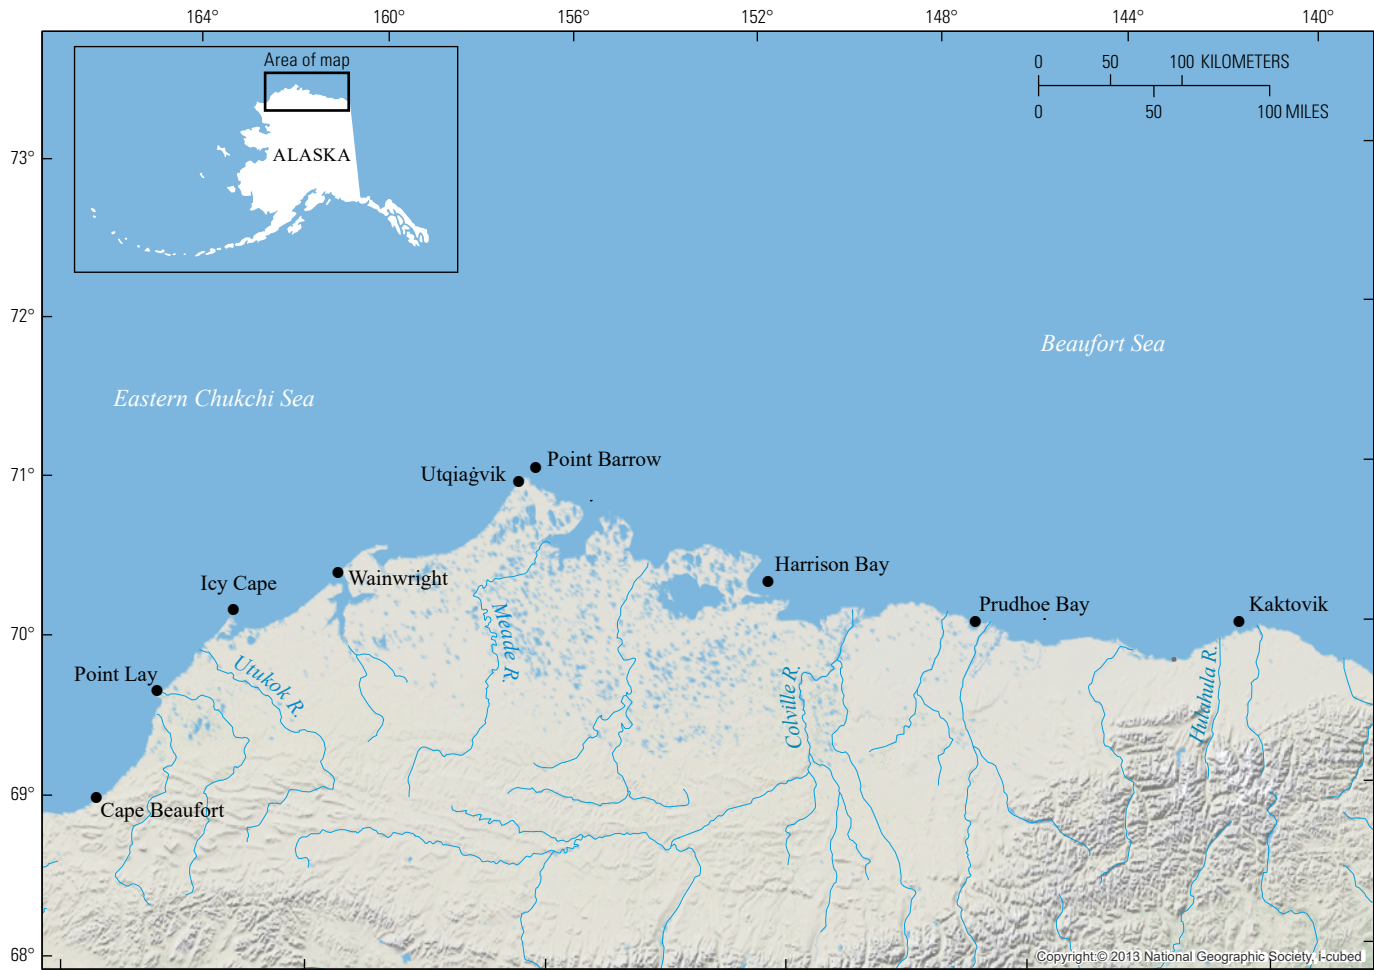 164° 160° 156° 152° 148° 144° 140°
Area of map
ALASKA
0 50 100 KILOMETERS
0 50 100 MILES
73°
72°
71°
70°
69°
68°
Beaufort Sea
Eastern Chukchi Sea
Point Barrow
Utqiaġvik
Harrison Bay
Wainwright
Icy Cape
Prudhoe Bay
Kaktovik
Meade R
Point Lay
Utukok R.
Colville R.
Hulahula R.
Cape Beaufort
Copyright:© 2013 National Geographic Society, i-cubed